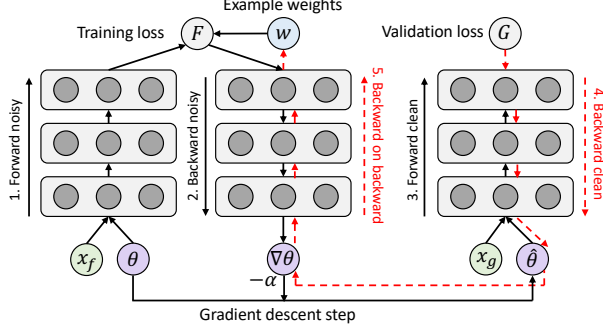 Example weights
Training loss
F
w
Validation loss
G
1. Forward noisy
2. Backward noisy
5. Backward on backward
3. Forward clean
4. Backward clean
x_f
θ
∇θ
x_g
θ̂
−α
Gradient descent step